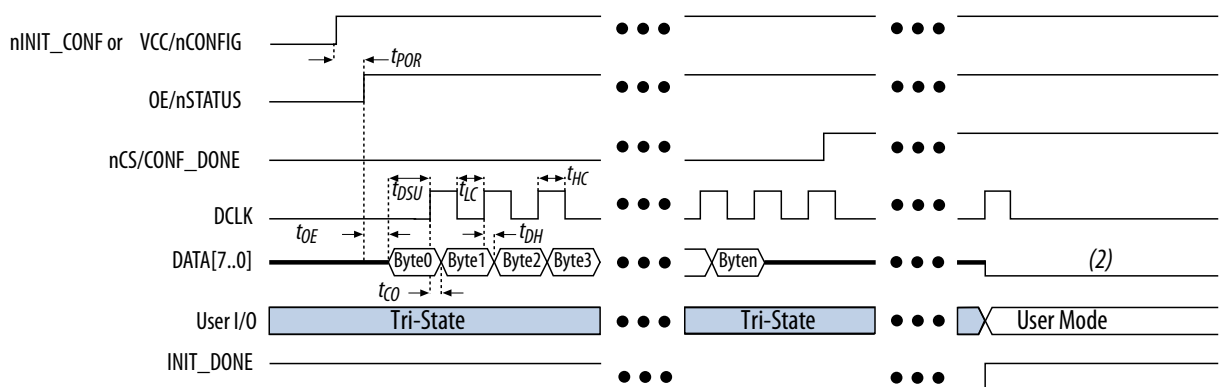 nINIT_CONF or VCC/nCONFIG
tPOR
OE/nSTATUS
nCS/CONF_DONE
tDSU
tLC
tHC
DCLK
tOE
tDH
DATA[7..0]
Byte0 Byte1 Byte2 Byte3 Byten (2)
tCO
User I/O Tri-State Tri-State User Mode
INIT_DONE